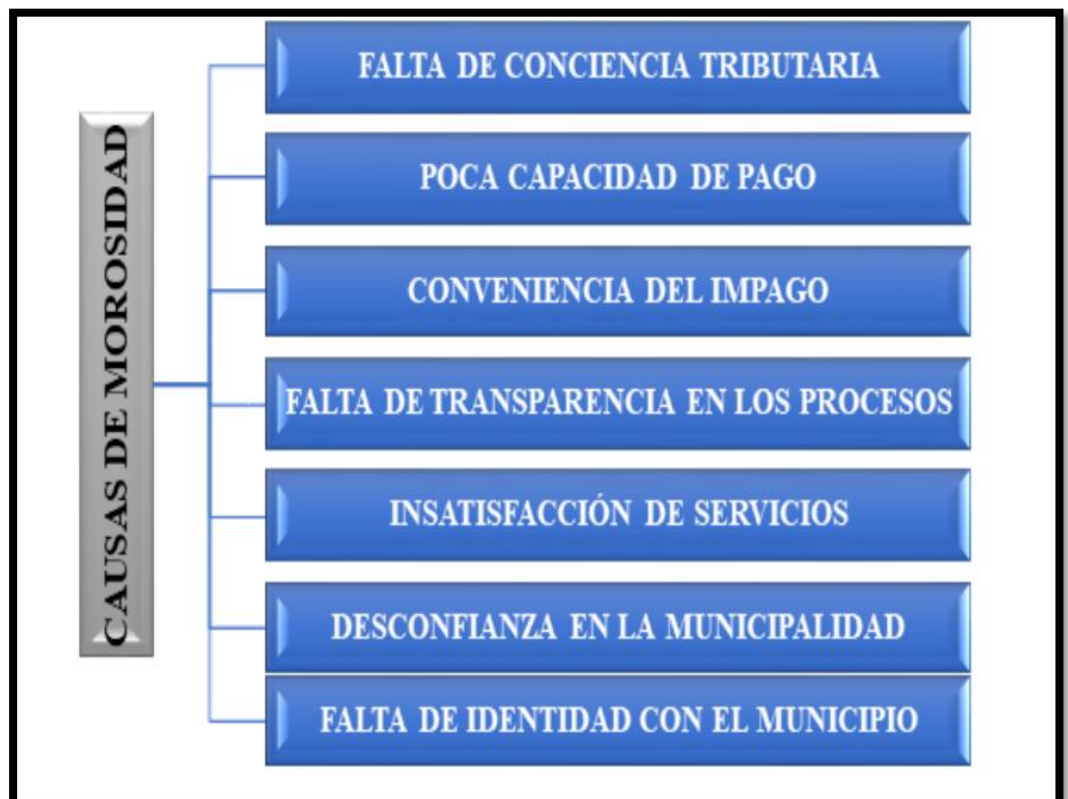 CAUSAS DE MOROSIDAD
FALTA DE CONCIENCIA TRIBUTARIA
POCA CAPACIDAD DE PAGO
CONVENIENCIA DEL IMPAGO
FALTA DE TRANSPARENCIA EN LOS PROCESOS
INSATISFACCIÓN DE SERVICIOS
DESCONFIANZA EN LA MUNICIPALIDAD
FALTA DE IDENTIDAD CON EL MUNICIPIO